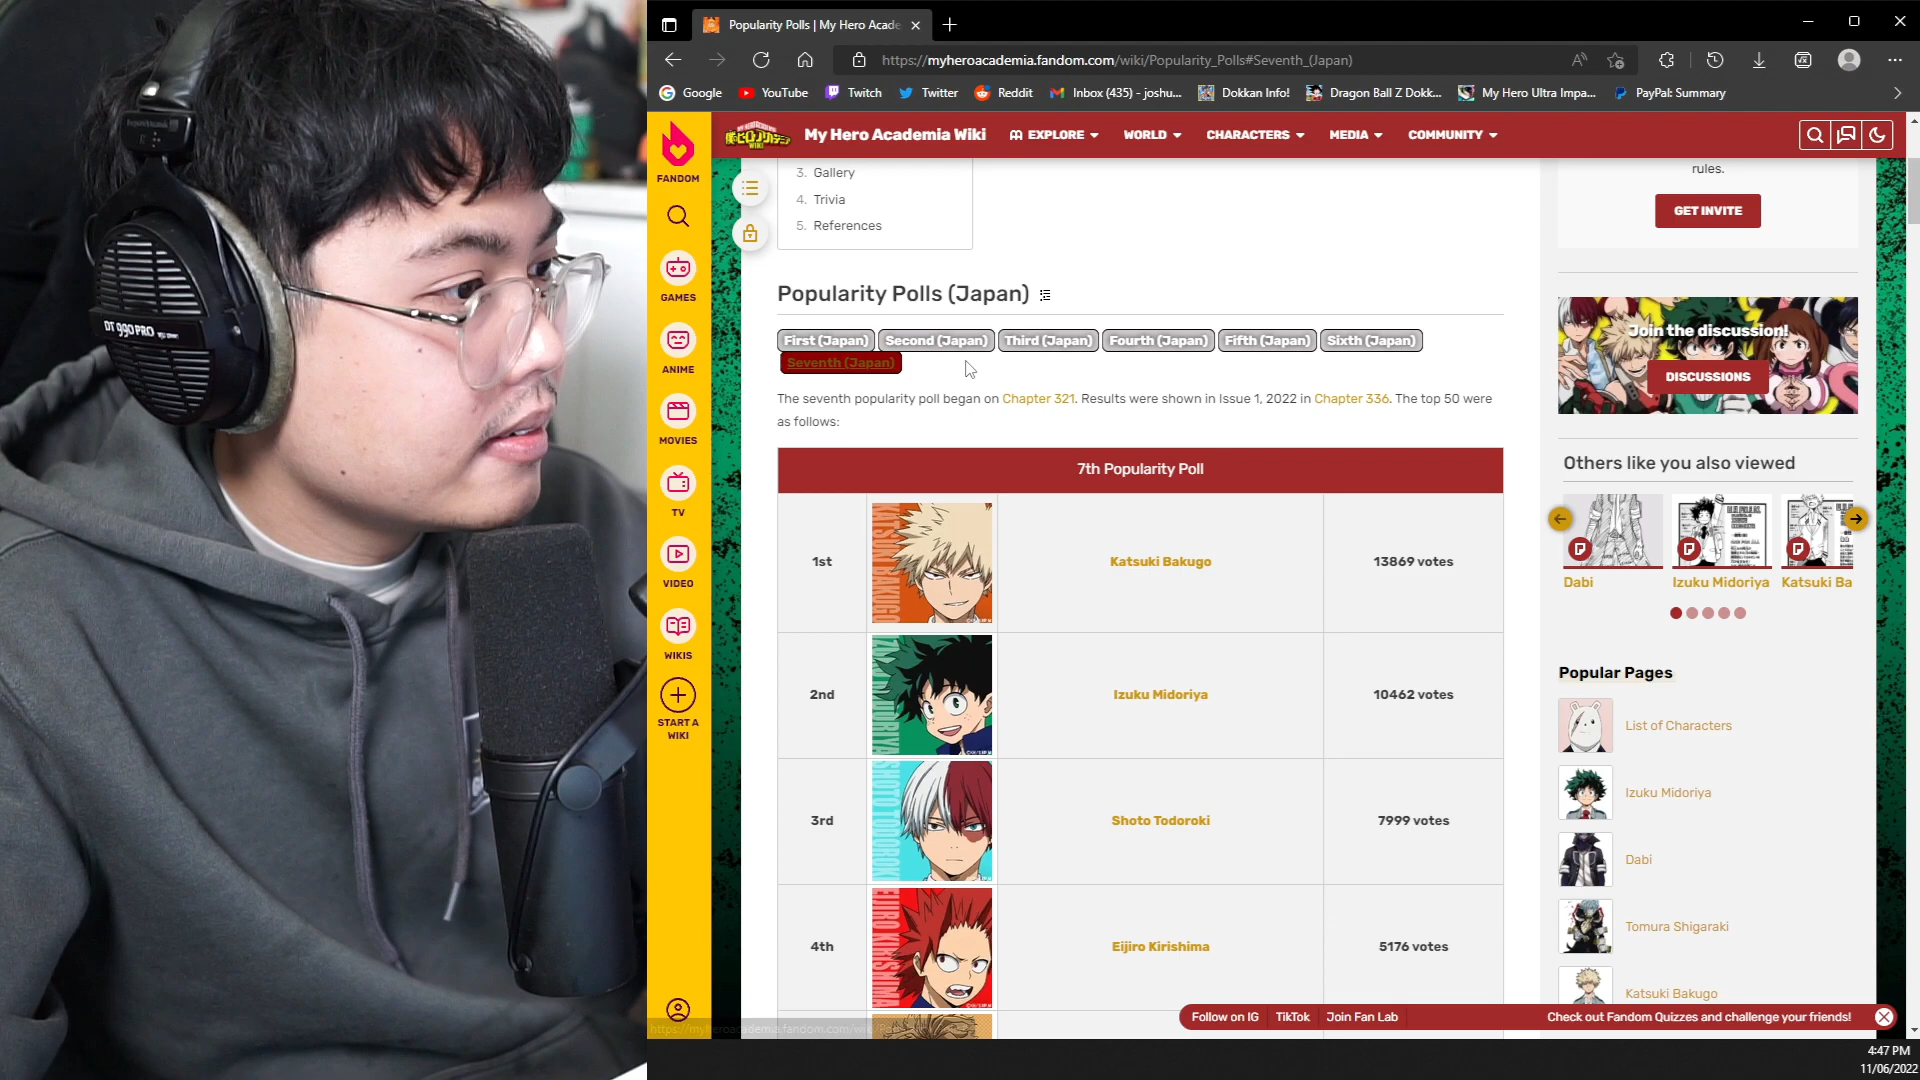 DT 990 PRO
Popularity Polls | My Hero Acade
https://myheroacademia.fandom.com/wiki/Popularity_Polls#Seventh_(Japan)
Google
YouTube
Twitch
Twitter
Reddit
Inbox (435) - joshu...
Dokkan Info!
Dragon Ball Z Dokk...
My Hero Ultra Impa...
PayPal: Summary
FANDOM
GAMES
ANIME
MOVIES
TV
VIDEO
WIKIS
START A
WIKI
My Hero Academia Wiki
EXPLORE
WORLD
CHARACTERS
MEDIA
COMMUNITY
3. Gallery
4. Trivia
5. References
Popularity Polls (Japan)
First (Japan)
Second (Japan)
Third (Japan)
Fourth (Japan)
Fifth (Japan)
Sixth (Japan)
Seventh (Japan)
The seventh popularity poll began on Chapter 321. Results were shown in Issue 1, 2022 in Chapter 336. The top 50 were
as follows:
7th Popularity Poll
1st
KATSUKI BAKUGO
Katsuki Bakugo
13869 votes
2nd
IZUKU MIDORIYA
Izuku Midoriya
10462 votes
3rd
SHOTO TODOROKI
Shoto Todoroki
7999 votes
4th
EIJIRO KIRISHIMA
Eijiro Kirishima
5176 votes
rules.
GET INVITE
Join the discussion!
DISCUSSIONS
Others like you also viewed
Dabi
Izuku Midoriya
Katsuki Ba
Popular Pages
List of Characters
Izuku Midoriya
Dabi
Tomura Shigaraki
Katsuki Bakugo
Follow on IG
TikTok
Join Fan Lab
Check out Fandom Quizzes and challenge your friends!
4:47 PM
11/06/2022